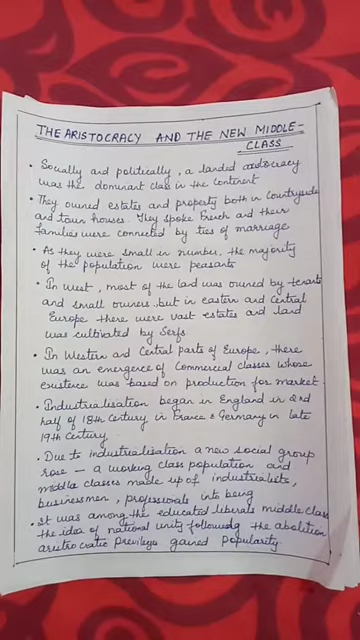 THE ARISTOCRACY AND THE NEW MIDDLE-
CLASS
• Socially and politically, a landed
was the dominant class in the continent
• They owned estates and property both in Countryside
and town houses. They spoke French and their
families were connected by ties of marriage
• As they were small in number, the majority
of the population were peasants
• In West, most of the land was owned by tenants
and small owners. but in eastern and Central
Europe there were vast estates and land
was cultivated by Serfs.
• In Western and Central parts of Europe, there
was an emergence of Commercial classes whose
existence was based on production for market.
• Industrialisation began in England in 2nd
half of 18th Century, in France & Germany in late
19th Century.
• Due to industrialisation a new social group
rose - a working class population and
middle classes made up of industrialists,
businessmen, professionals into being
• It was among the educated liberals middle class
the idea of national unity following the abolition
aristrocratic previleges gained popularity.